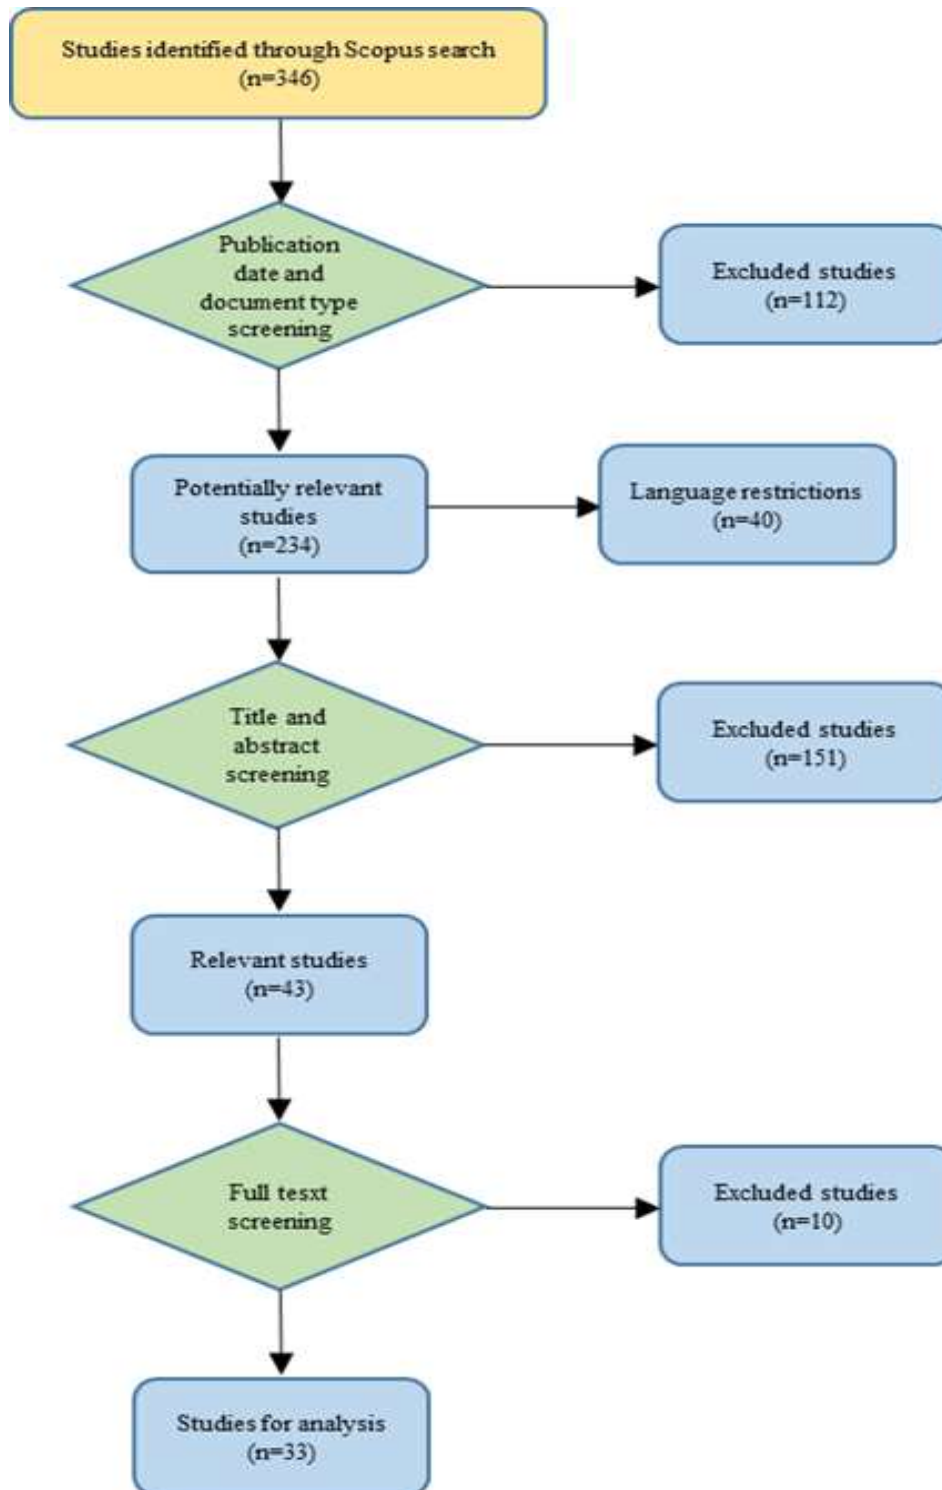 Studies identified through Scopus search
(n=346)
Publication
date and
document type
screening
Excluded studies
(n=112)
Potentially relevant
studies
(n=234)
Language restrictions
(n=40)
Title and
abstract
screening
Excluded studies
(n=151)
Relevant studies
(n=43)
Full tesxt
screening
Excluded studies
(n=10)
Studies for analysis
(n=33)